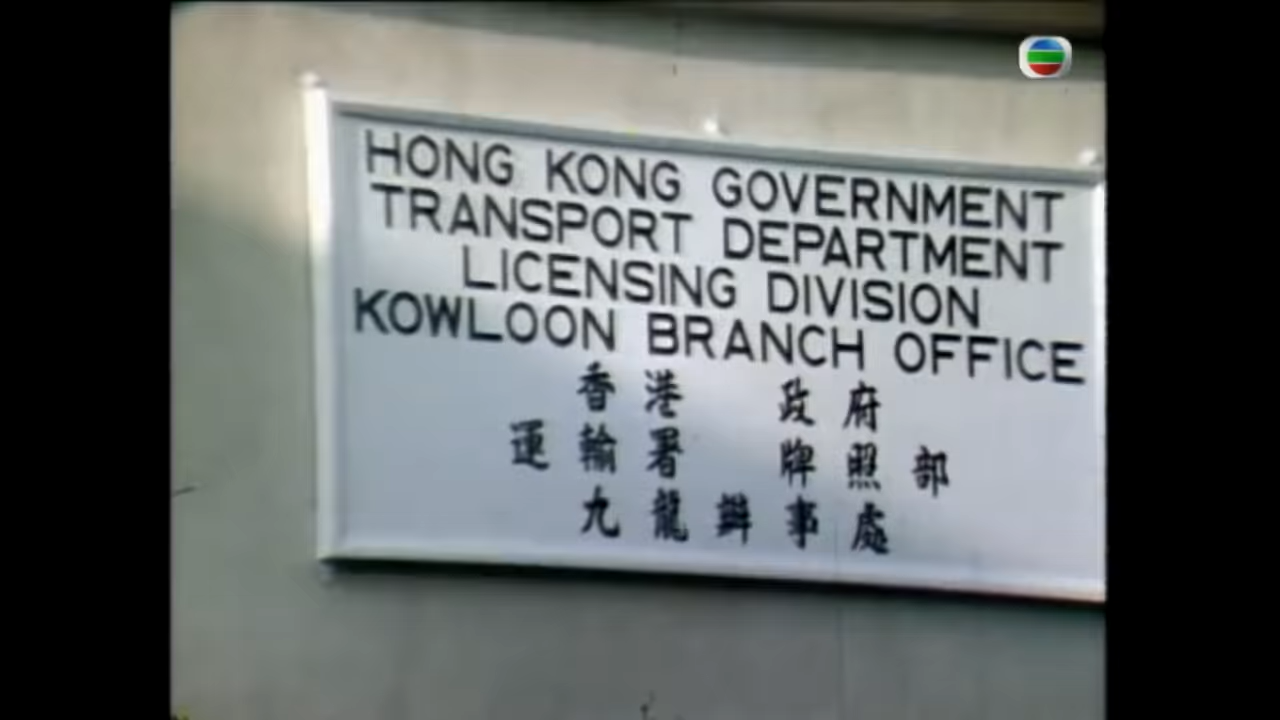 HONG KONG GOVERNMENT
TRANSPORT DEPARTMENT
LICENSING DIVISION
KOWLOON BRANCH OFFICE
香港 政府
運輸署 牌照部
九龍辦事處